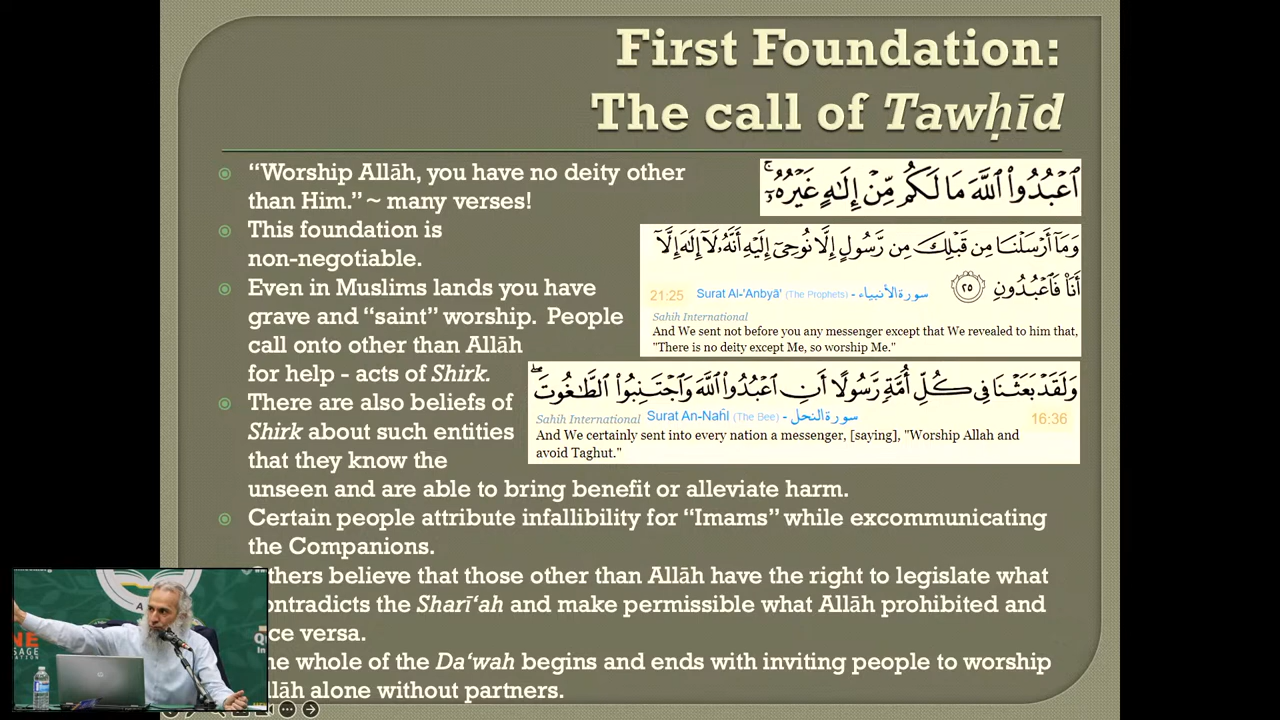 First Foundation:
The call of Tawḥīd
“Worship Allāh, you have no deity other
than Him.” ~ many verses!
This foundation is
non-negotiable.
Even in Muslims lands you have
grave and “saint” worship. People
call onto other than Allāh
for help - acts of Shirk.
There are also beliefs of
Shirk about such entities
that they know the
unseen and are able to bring benefit or alleviate harm.
Certain people attribute infallibility for “Imams” while excommunicating
the Companions.
thers believe that those other than Allāh have the right to legislate what
ontradicts the Sharī‘ah and make permissible what Allāh prohibited and
ce versa.
he whole of the Da‘wah begins and ends with inviting people to worship
llāh alone without partners.
ٱعْبُدُوا۟ ٱللَّهَ مَا لَكُم مِّنْ إِلَـٰهٍ غَيْرُهُۥٓ ۚ
وَمَآ أَرْسَلْنَا مِن قَبْلِكَ مِن رَّسُولٍ إِلَّا نُوحِىٓ إِلَيْهِ أَنَّهُۥ لَآ إِلَـٰهَ إِلَّآ
أَنَا۠ فَٱعْبُدُونِ ٢٥
21:25 Surat Al-'Anbyā' (The Prophets) - سورة الأنبياء
Sahih International
And We sent not before you any messenger except that We revealed to him that,
"There is no deity except Me, so worship Me."
وَلَقَدْ بَعَثْنَا فِى كُلِّ أُمَّةٍ رَّسُولًا أَنِ ٱعْبُدُوا۟ ٱللَّهَ وَٱجْتَنِبُوا۟ ٱلطَّـٰغُوتَ ۖ
Sahih International Surat An-Naĥl (The Bee) - سورة النحل 16:36
And We certainly sent into every nation a messenger, [saying], "Worship Allah and
avoid Taghut."